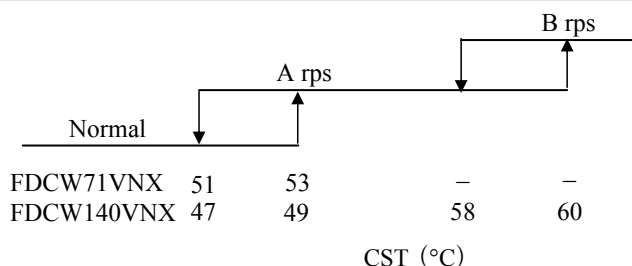 B rps
A rps
Normal
FDCW71VNX 51 53 – –
FDCW140VNX 47 49 58 60
CST (°C)